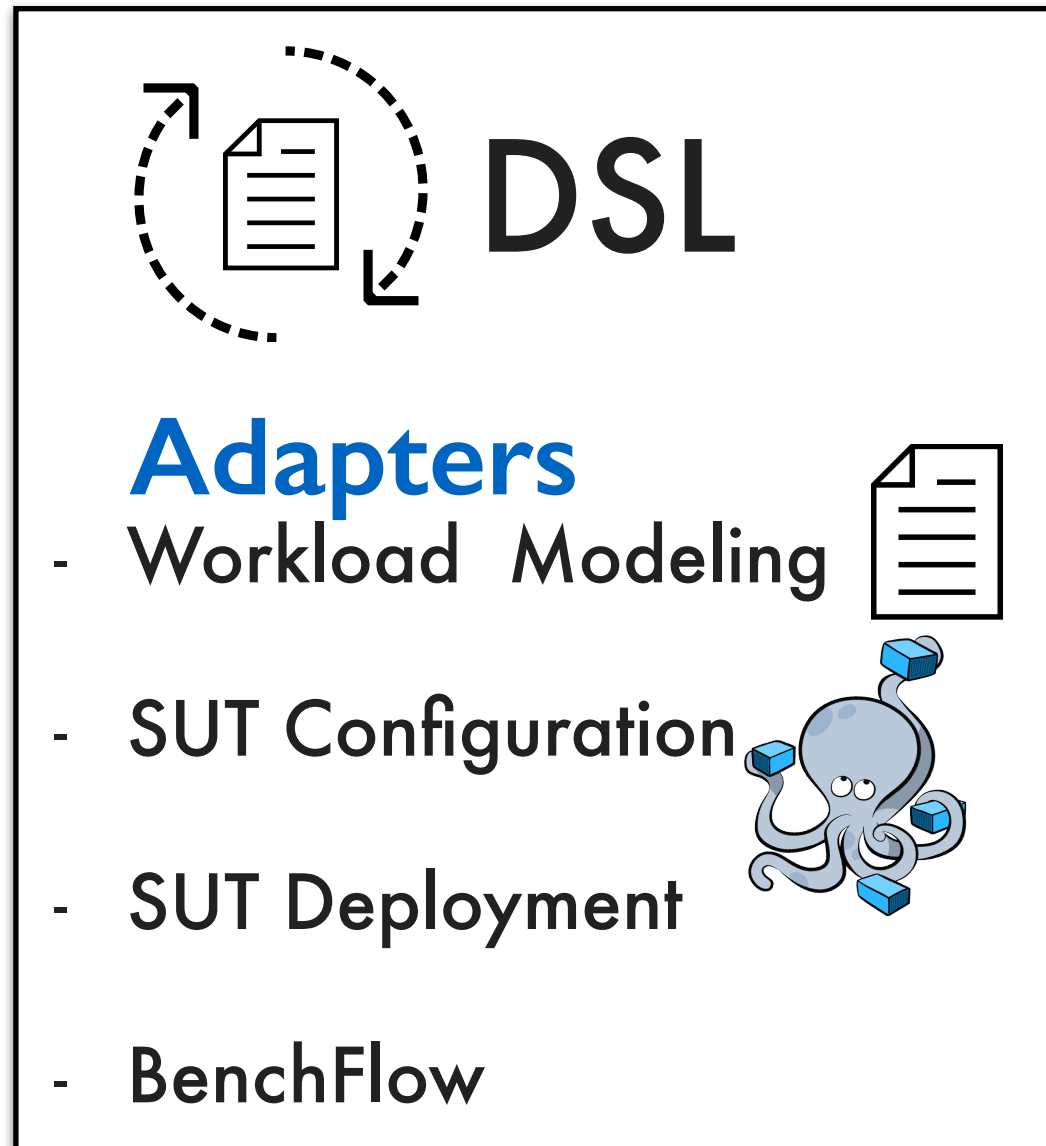 DSL
Adapters
- Workload Modeling
- SUT Configuration
- SUT Deployment
- BenchFlow